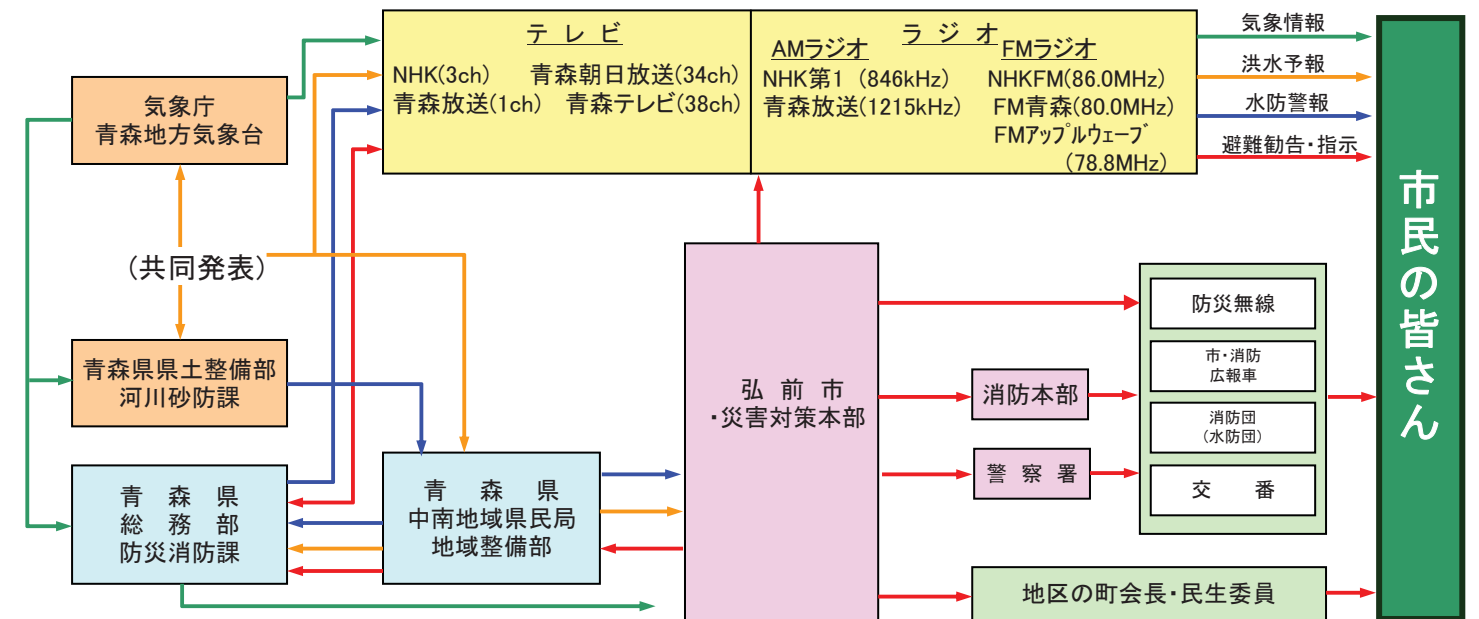 テレビ
NHK(3ch) 青森朝日放送(34ch)
青森放送(1ch) 青森テレビ(38ch)
ラジオ
AMラジオ
NHK第1 (846kHz)
青森放送(1215kHz)
FMラジオ
NHKFM(86.0MHz)
FM青森(80.0MHz)
FMアップルウェーブ
(78.8MHz)
気象情報
洪水予報
水防警報
避難勧告・指示
気象庁
青森地方気象台
(共同発表)
青森県県土整備部
河川砂防課
青森県
総務部
防災消防課
青森県
中南地域県民局
地域整備部
弘前市
・災害対策本部
消防本部
警察署
防災無線
市・消防
広報車
消防団
(水防団)
交番
地区の町会長・民生委員
市民の皆さん